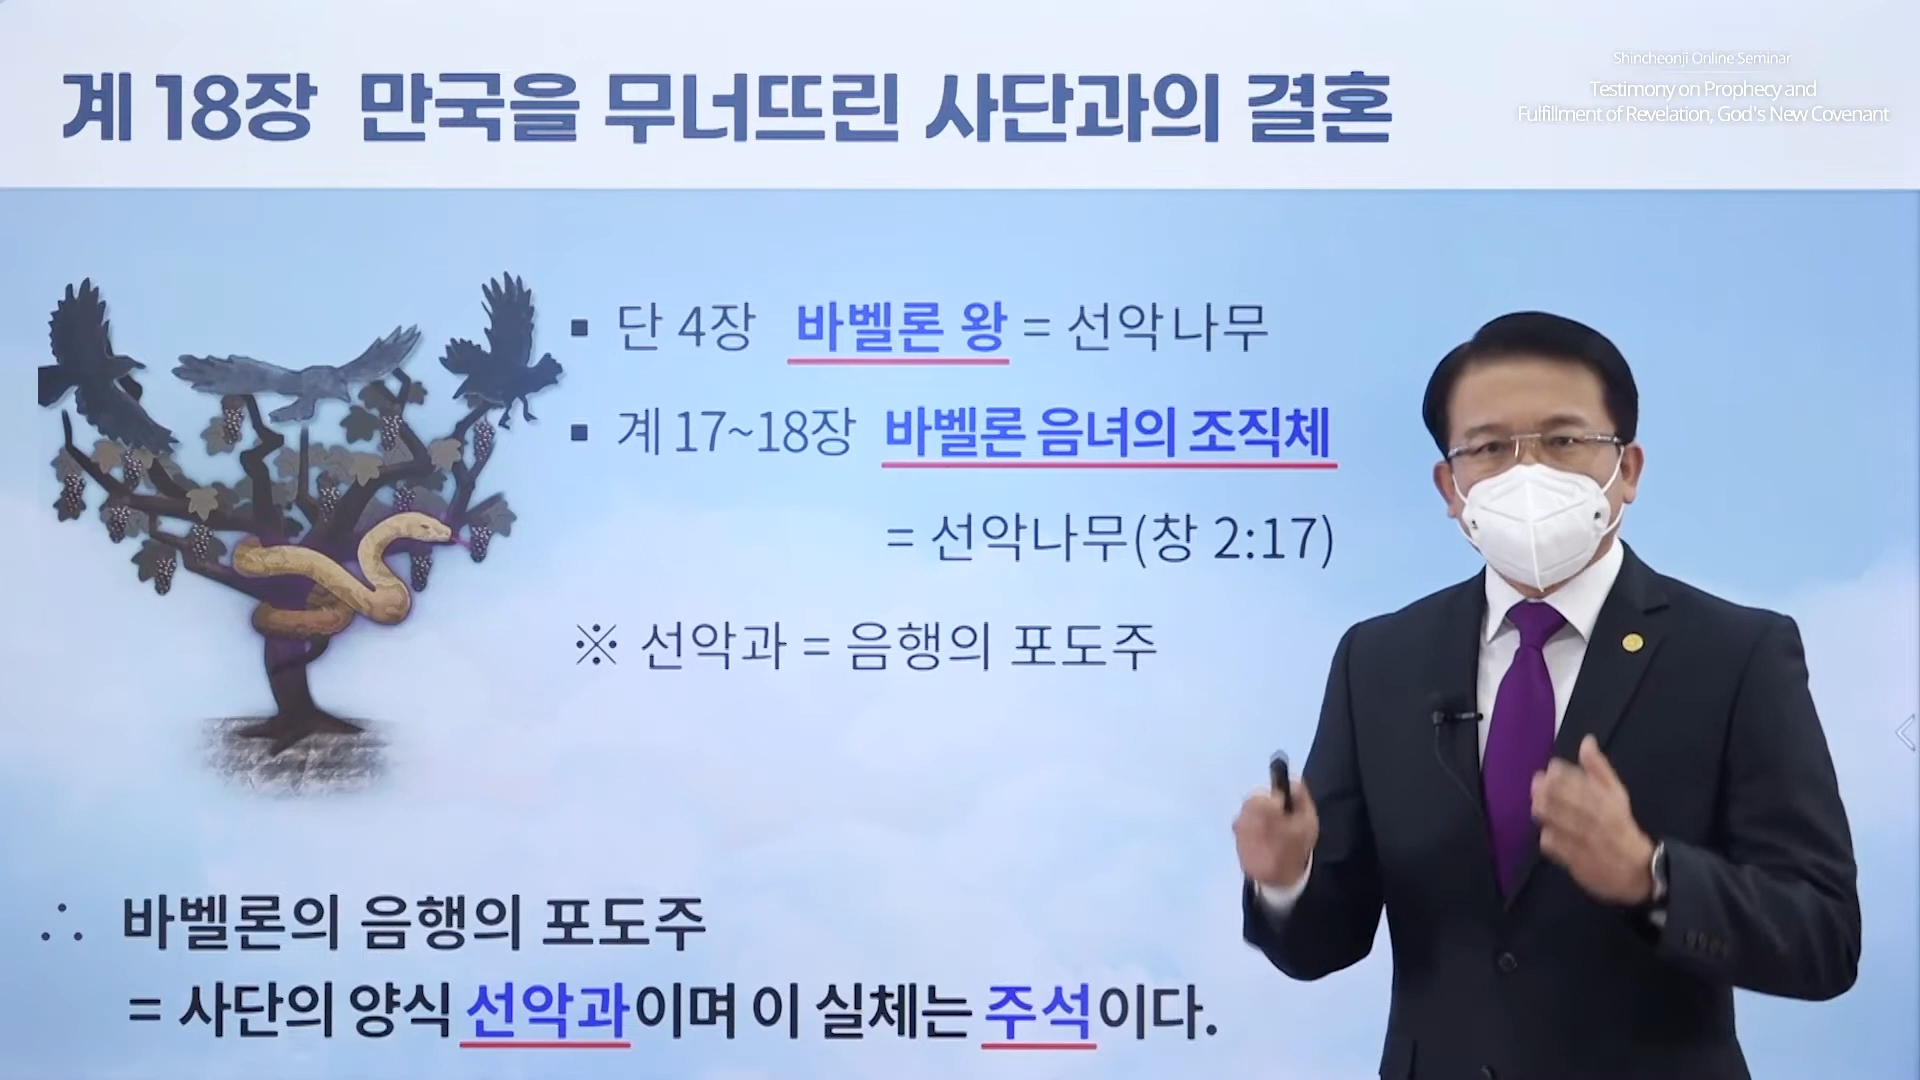 계 18장 만국을 무너뜨린 사단과의 결혼
Shincheonji Online Seminar
Testimony on Prophecy and
Fulfillment of Revelation, God's New Covenant
▪ 단 4장 바벨론 왕 = 선악나무
▪ 계 17~18장 바벨론 음녀의 조직체
= 선악나무(창 2:17)
※ 선악과 = 음행의 포도주
∴ 바벨론의 음행의 포도주
= 사단의 양식 선악과이며 이 실체는 주석이다.